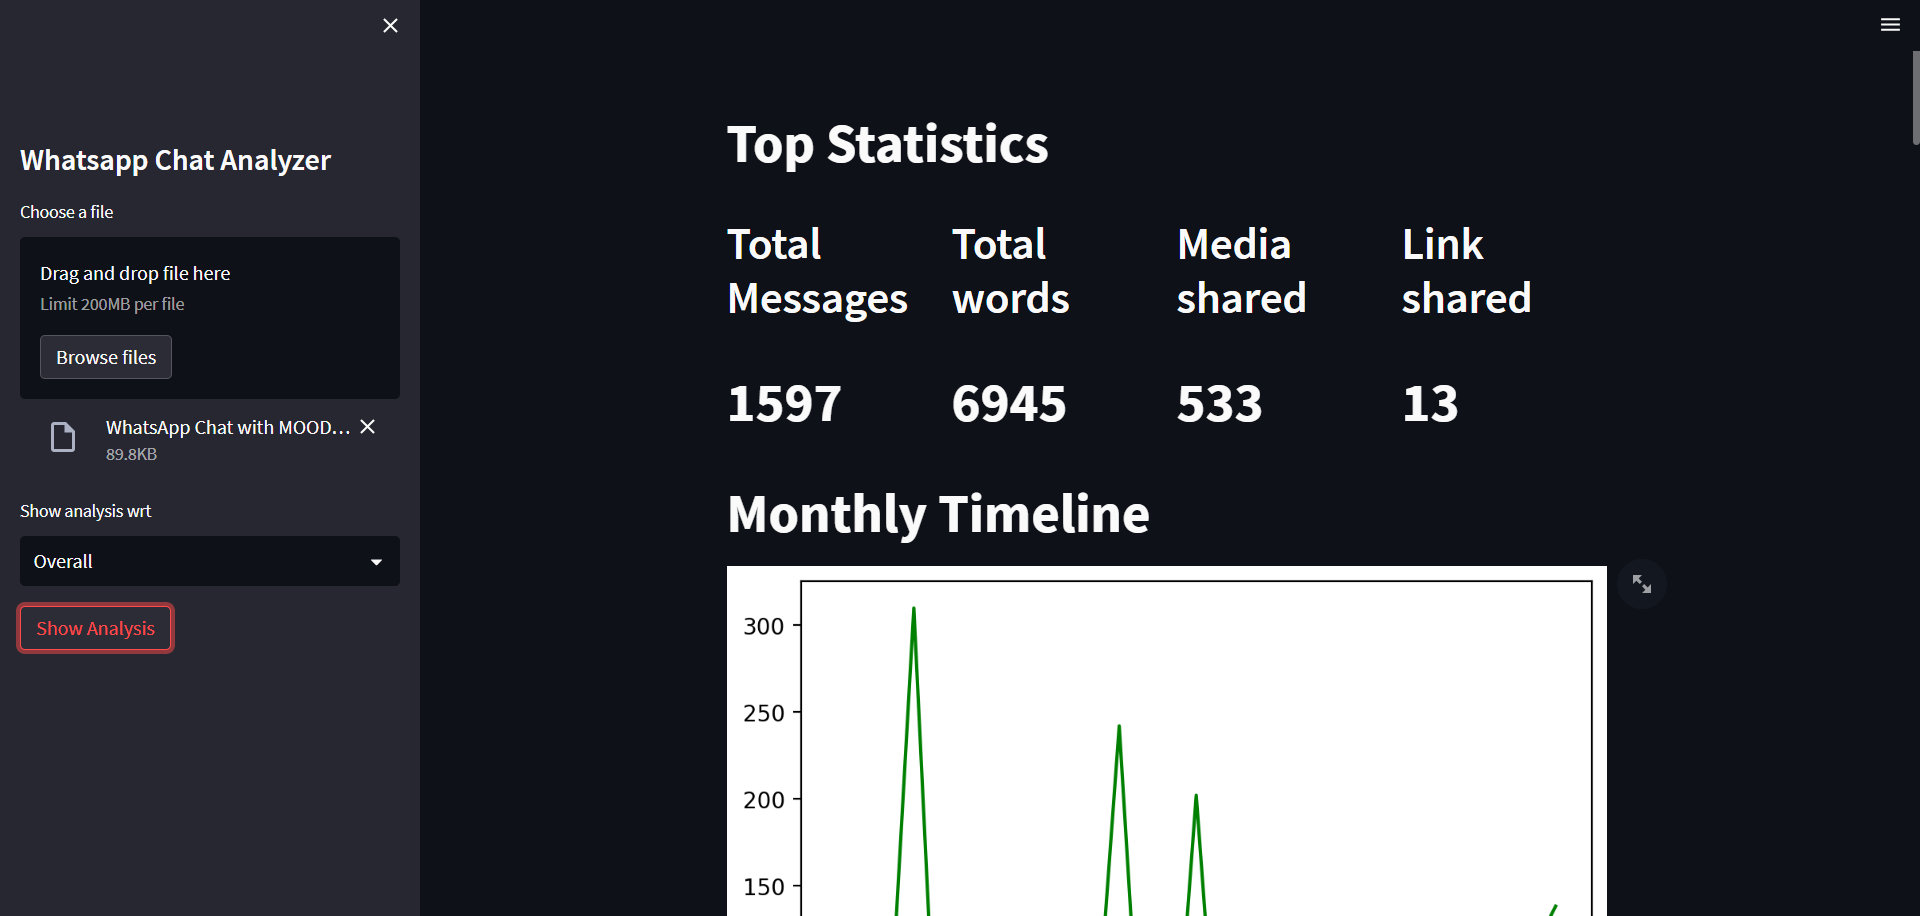 Whatsapp Chat Analyzer
Choose a file
Drag and drop file here
Limit 200MB per file
Browse files
WhatsApp Chat with MOOD...
89.8KB
Show analysis wrt
Overall
Show Analysis
Top Statistics
Total Messages
Total words
Media shared
Link shared
1597
6945
533
13
Monthly Timeline
300
250
200
150